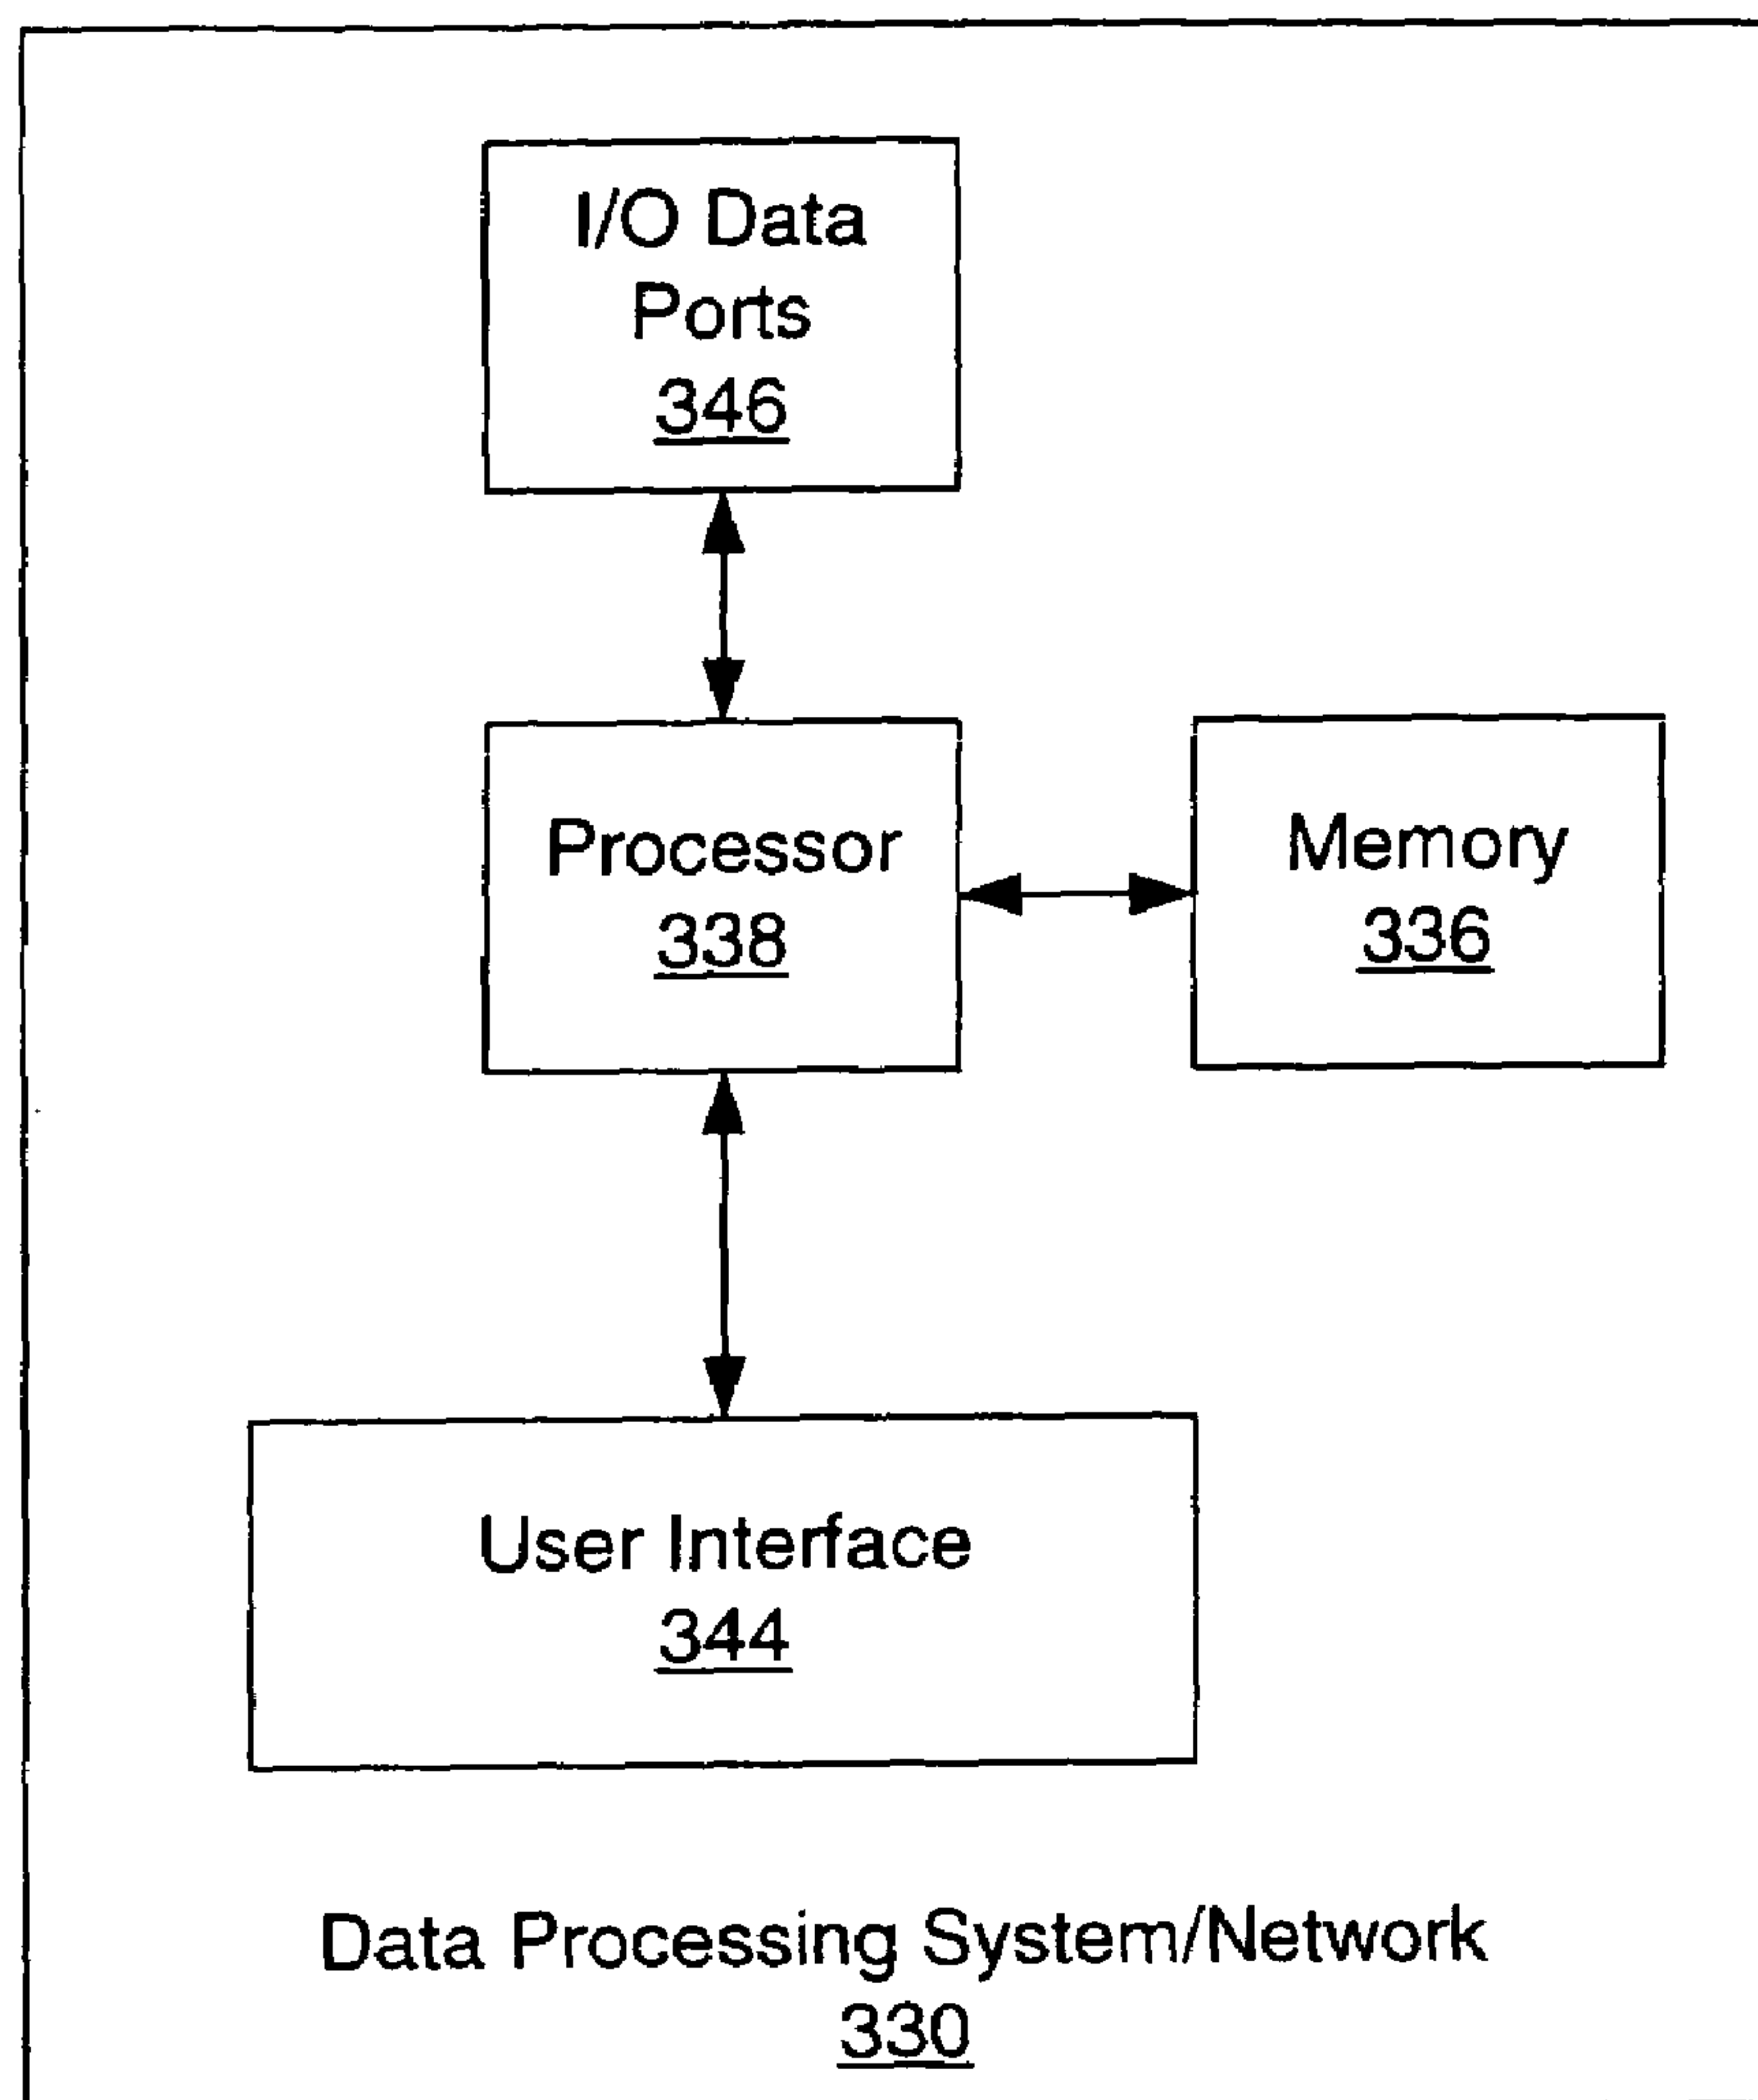 I/O Data
Ports
346
Processor
338
Memory
336
User Interface
344
Data Processing System/Network
330